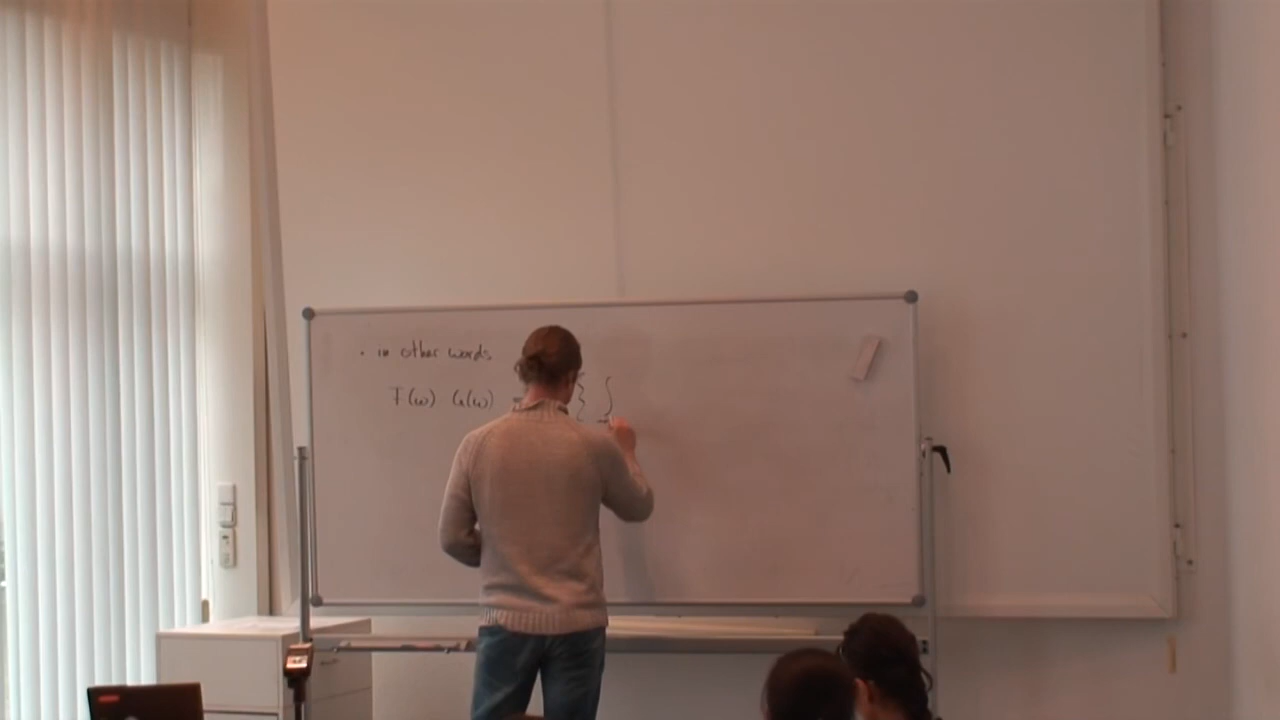 · in other words
F(ω) G(ω) = { }